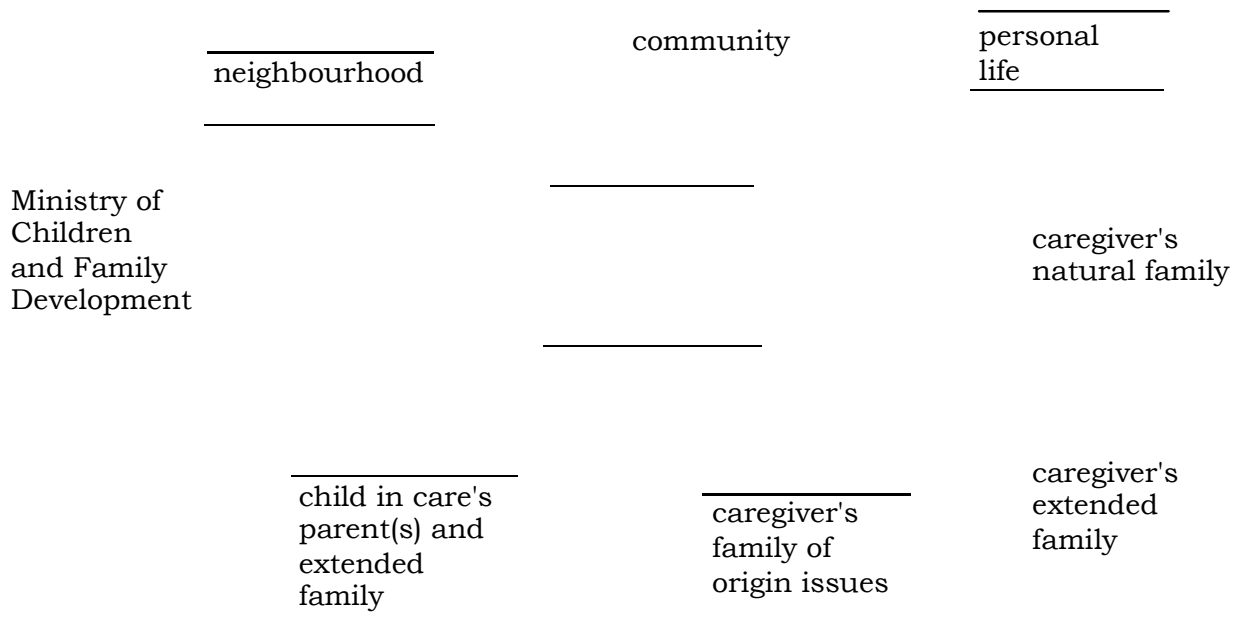 community
personal
life
neighbourhood
Ministry of
Children
and Family
Development
caregiver's
natural family
child in care's
parent(s) and
extended
family
caregiver's
family of
origin issues
caregiver's
extended
family